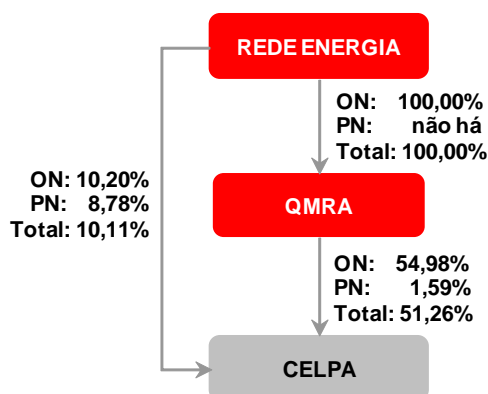 REDE ENERGIA
ON: 100,00%
PN: não há
Total: 100,00%
ON: 10,20%
PN: 8,78%
Total: 10,11%
QMRA
ON: 54,98%
PN: 1,59%
Total: 51,26%
CELPA